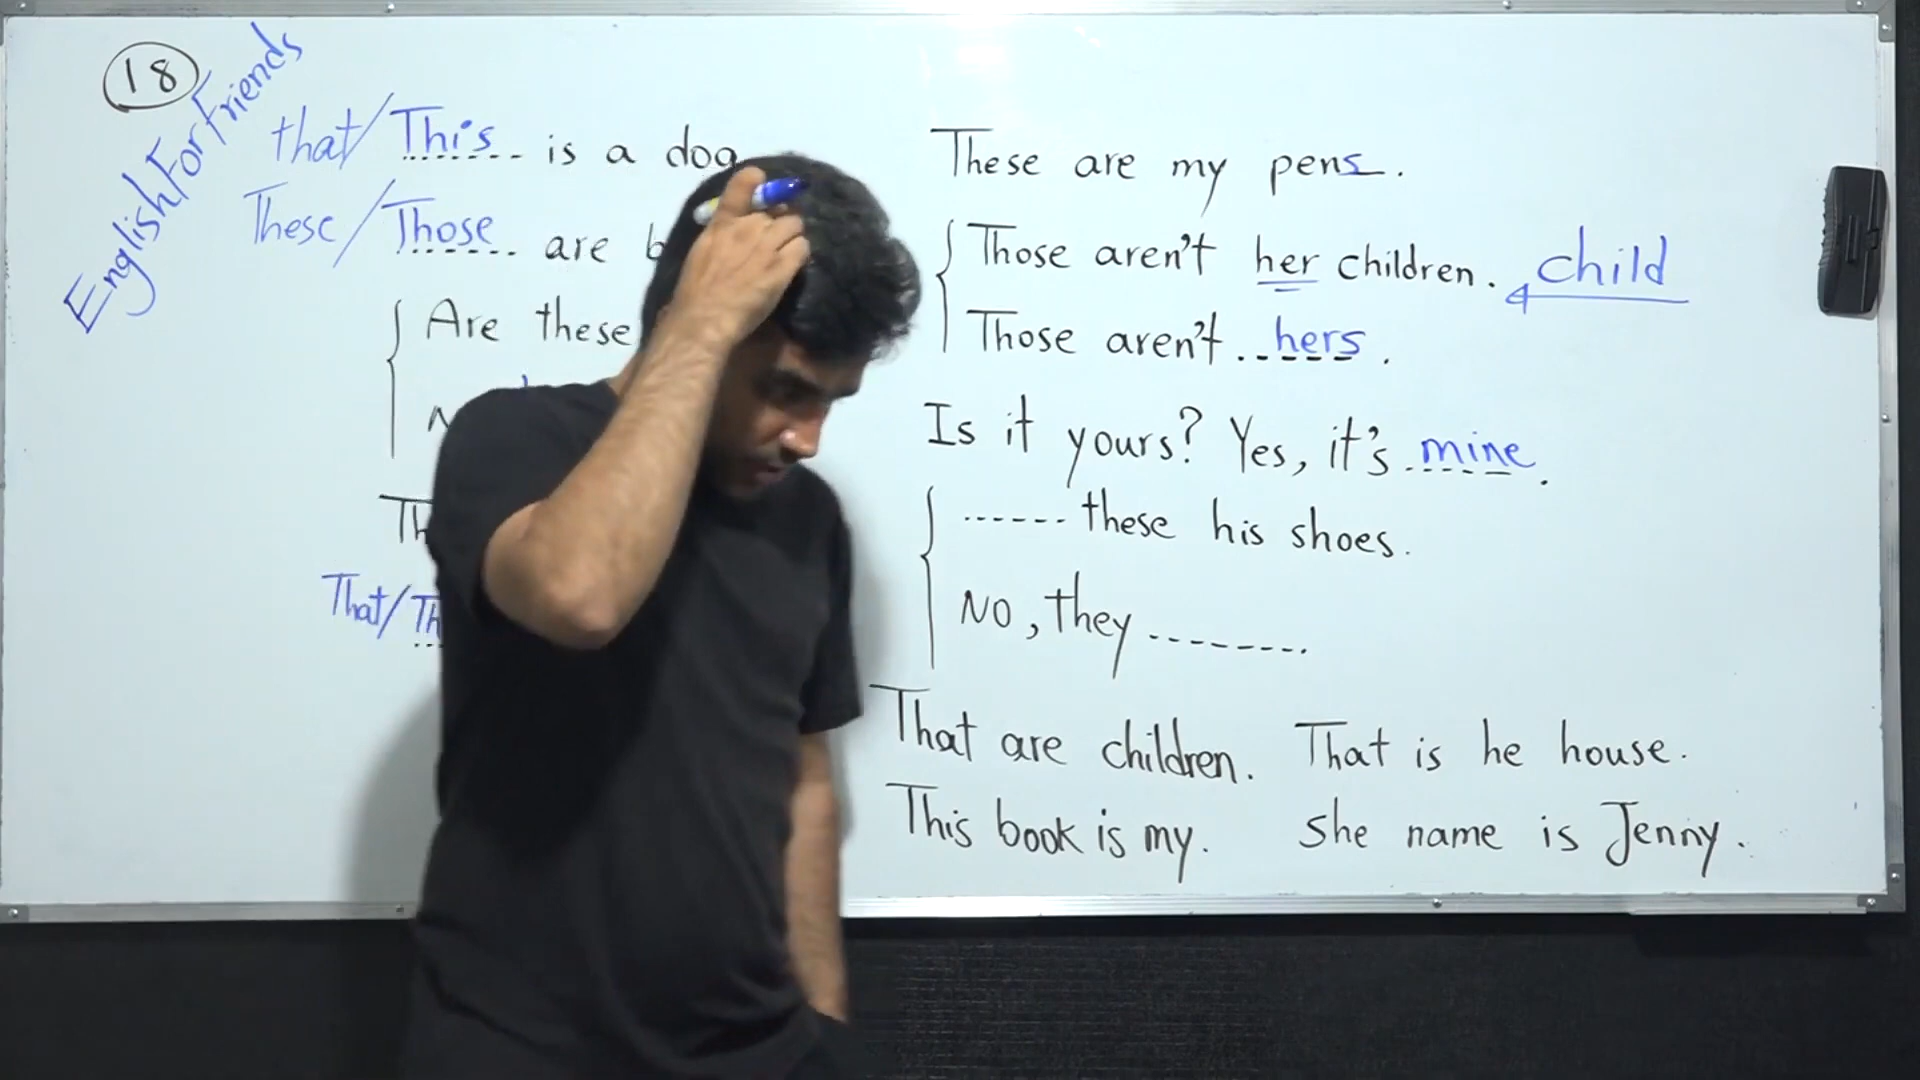 18
EnglishForFriends
that/This is a dog
These/Those are
Are these
That/
These are my pens.
Those aren't her children. child
Those aren't hers.
Is it yours? Yes, it's mine.
------ these his shoes.
No, they --------.
That are children. That is he house.
This book is my. She name is Jenny.